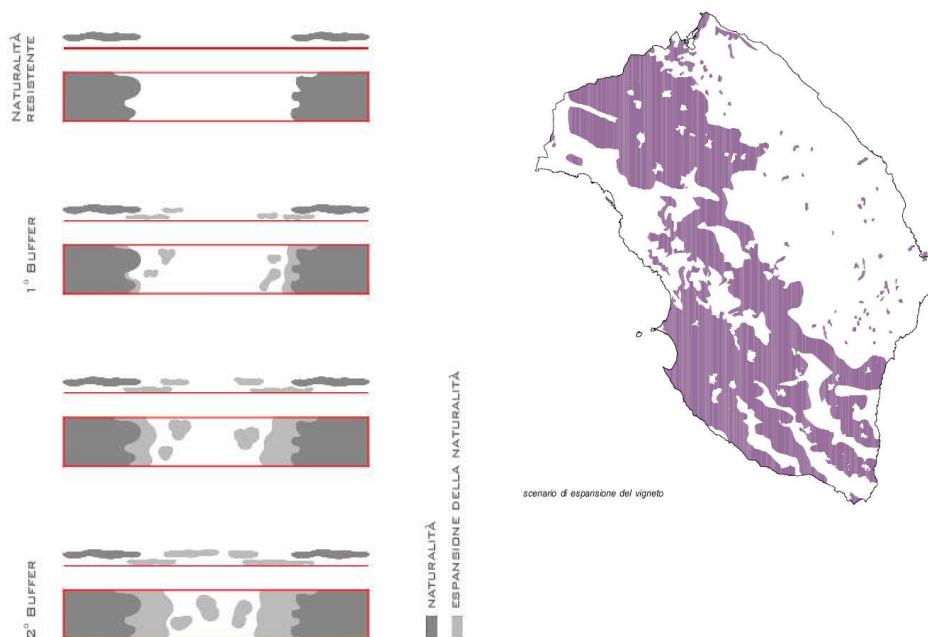 NATURALITÀ
RESISTENTE
1° BUFFER
2° BUFFER
NATURALITÀ
ESPANSIONE DELLA NATURALITÀ
scenario di espansione del vigneto